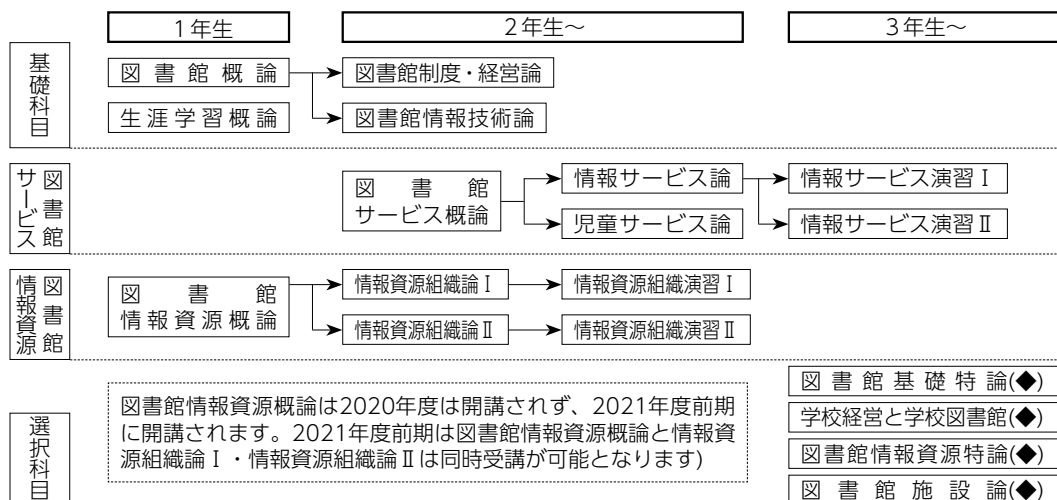 1年生
2年生~
3年生~
基礎科目
図書館概論
図書館制度・経営論
生涯学習概論
図書館情報技術論
図書館
サービス
図書館
サービス概論
情報サービス論
情報サービス演習Ⅰ
児童サービス論
情報サービス演習Ⅱ
図書館
情報資源
図書館
情報資源概論
情報資源組織論Ⅰ
情報資源組織演習Ⅰ
情報資源組織論Ⅱ
情報資源組織演習Ⅱ
選択科目
図書館情報資源概論は2020年度は開講されず、2021年度前期
に開講されます。2021年度前期は図書館情報資源概論と情報資
源組織論Ⅰ・情報資源組織論Ⅱは同時受講が可能となります)
図書館基礎特論(◆)
学校経営と学校図書館(◆)
図書館情報資源特論(◆)
図書館施設論(◆)